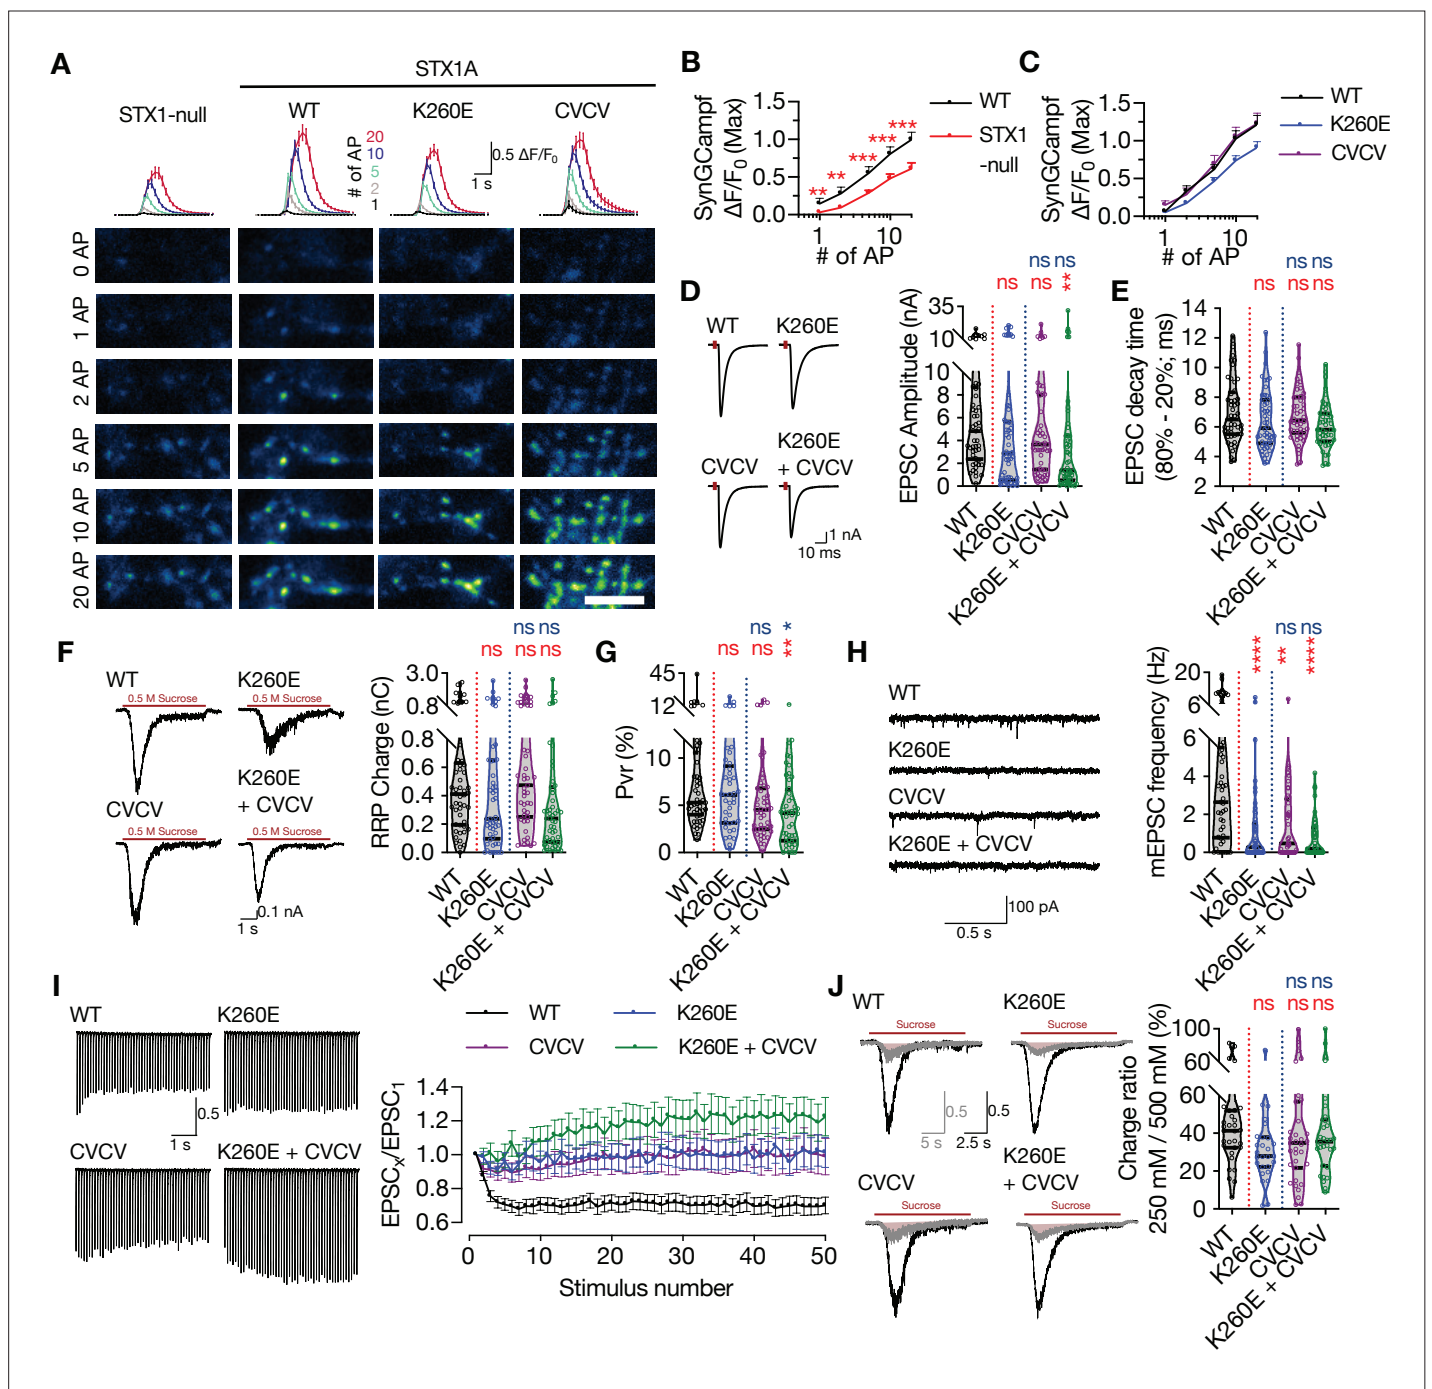 A
STX1A
STX1-null
WT
K260E
CVCV
# of AP
20
10
5
2
1
0.5 ΔF/F0
1 s
0 AP
1 AP
2 AP
5 AP
10 AP
20 AP
B
SynGCampf
ΔF/F0 (Max)
1.5
1.0
0.5
0.0
** ** *** *** ***
1
10
# of AP
WT
STX1
-null
C
SynGCampf
ΔF/F0 (Max)
1.5
1.0
0.5
0.0
1
10
# of AP
WT
K260E
CVCV
D
WT
K260E
CVCV
K260E
+ CVCV
1 nA
10 ms
EPSC Amplitude (nA)
35
10
10
8
6
4
2
0
ns ns
ns ns **
WT
K260E
CVCV
K260E + CVCV
E
EPSC decay time
(80% - 20%; ms)
14
12
10
8
6
4
2
ns ns
ns ns ns
WT
K260E
CVCV
K260E + CVCV
F
WT
0.5 M Sucrose
K260E
0.5 M Sucrose
CVCV
0.5 M Sucrose
K260E
+ CVCV
0.5 M Sucrose
0.1 nA
1 s
RRP Charge (nC)
3.0
0.8
0.8
0.6
0.4
0.2
0.0
ns ns
ns ns ns
WT
K260E
CVCV
K260E + CVCV
G
Pvr (%)
45
12
10
5
0
ns *
ns ns ***
WT
K260E
CVCV
K260E + CVCV
H
WT
K260E
CVCV
K260E + CVCV
100 pA
0.5 s
mEPSC frequency (Hz)
20
6
6
4
2
0
ns ns
**** ** ****
WT
K260E
CVCV
K260E + CVCV
I
WT
K260E
CVCV
K260E + CVCV
0.5
1 s
WT
K260E
CVCV
K260E + CVCV
EPSCx/EPSC1
1.4
1.2
1.0
0.8
0.6
0
10
20
30
40
50
Stimulus number
J
WT
Sucrose
K260E
Sucrose
0.5
5 s
0.5
2.5 s
CVCV
Sucrose
K260E
+ CVCV
Sucrose
Charge ratio
250 mM / 500 mM (%)
100
60
60
40
20
0
ns ns
ns ns ns
WT
K260E
CVCV
K260E + CVCV